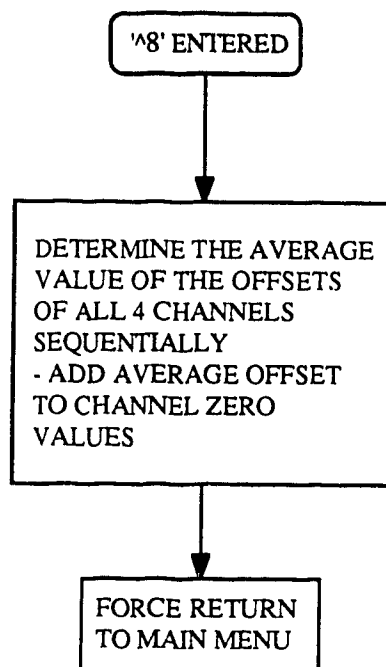 '^8' ENTERED
DETERMINE THE AVERAGE
VALUE OF THE OFFSETS
OF ALL 4 CHANNELS
SEQUENTIALLY
- ADD AVERAGE OFFSET
TO CHANNEL ZERO
VALUES
FORCE RETURN
TO MAIN MENU